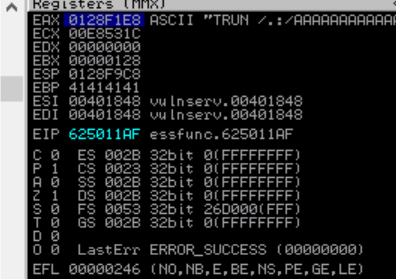 Registers (MMX)
EAX 0128F1E8 ASCII "TRUN /.:/AAAAAAAAAAAA
ECX 00E8531C
EDX 00000000
EBX 00000128
ESP 0128F9C8
EBP 41414141
ESI 00401848 vulnserv.00401848
EDI 00401848 vulnserv.00401848
EIP 625011AF essfunc.625011AF
C 0 ES 002B 32bit 0(FFFFFFFF)
P 1 CS 0023 32bit 0(FFFFFFFF)
A 0 SS 002B 32bit 0(FFFFFFFF)
Z 1 DS 002B 32bit 0(FFFFFFFF)
S 0 FS 0053 32bit 26D000(FFF)
T 0 GS 002B 32bit 0(FFFFFFFF)
D 0
O 0 LastErr ERROR_SUCCESS (00000000)
EFL 00000246 (NO,NB,E,BE,NS,PE,GE,LE)